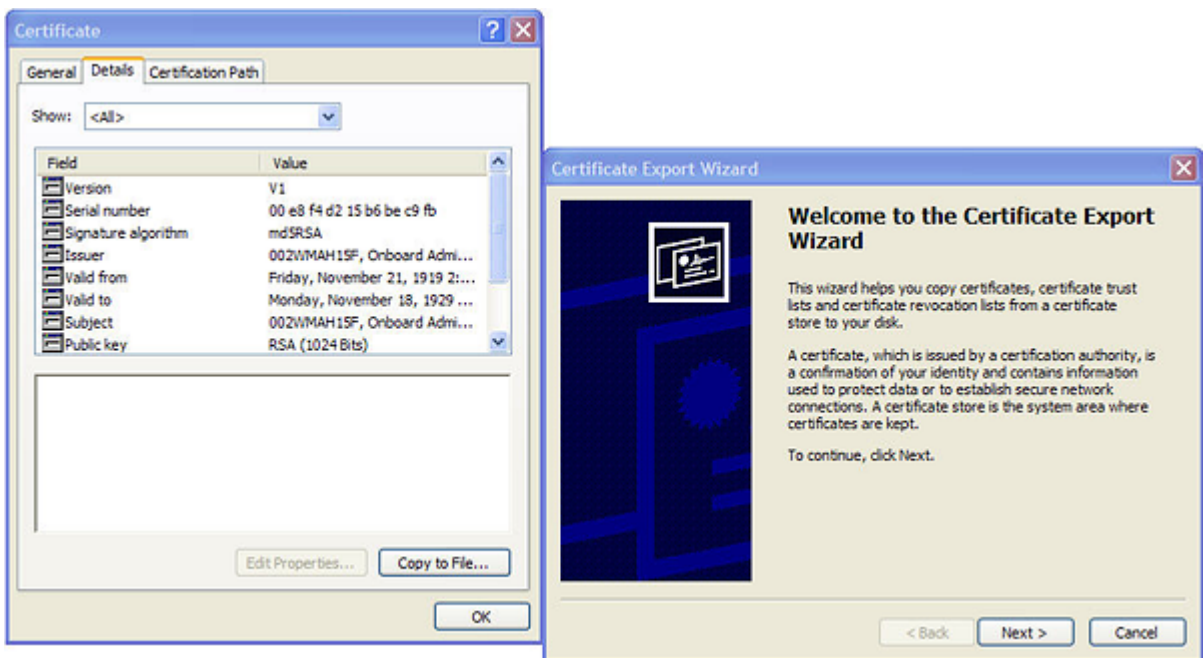 Certificate
General Details Certification Path
Show: <All>
Field Value
Version V1
Serial number 00 e8 f4 d2 15 b6 be c9 fb
Signature algorithm md5RSA
Issuer 002WMAH15F, Onboard Admi...
Valid from Friday, November 21, 1919 2:...
Valid to Monday, November 18, 1929 ...
Subject 002WMAH15F, Onboard Admi...
Public key RSA (1024 Bits)
Edit Properties... Copy to File...
OK
Certificate Export Wizard
Welcome to the Certificate Export
Wizard
This wizard helps you copy certificates, certificate trust
lists and certificate revocation lists from a certificate
store to your disk.
A certificate, which is issued by a certification authority, is
a confirmation of your identity and contains information
used to protect data or to establish secure network
connections. A certificate store is the system area where
certificates are kept.
To continue, click Next.
< Back Next > Cancel